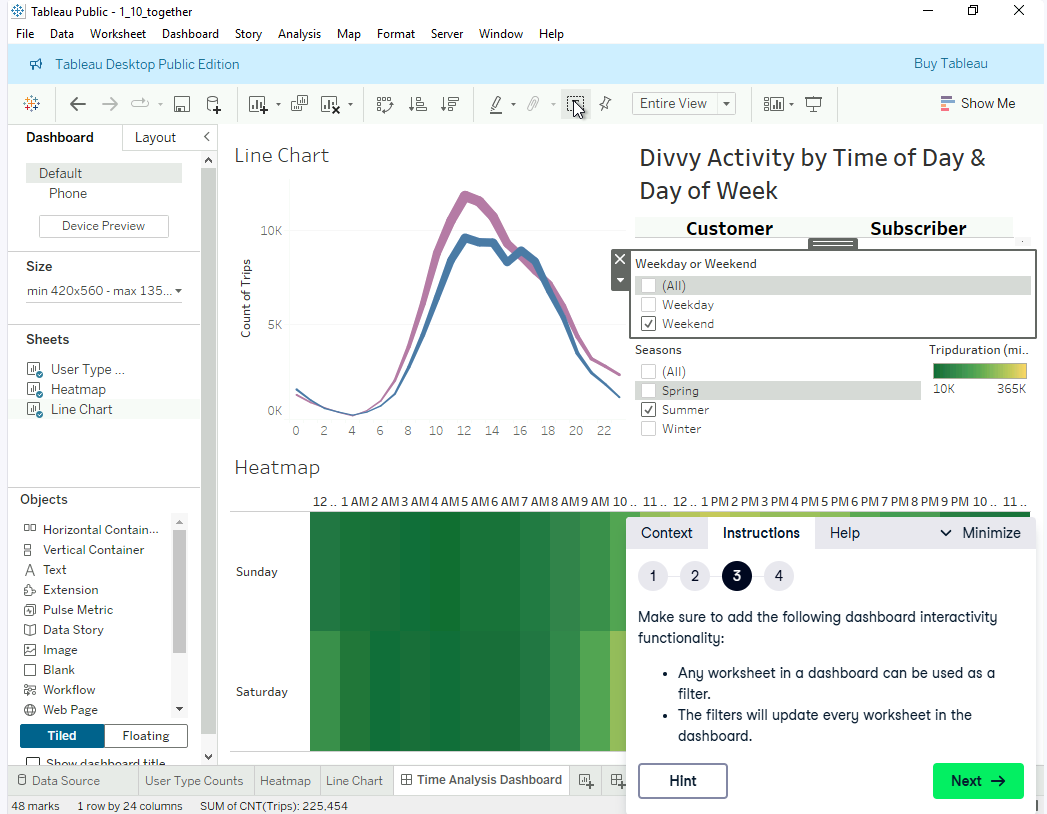 Tableau Public - 1_10_together
File Data Worksheet Dashboard Story Analysis Map Format Server Window Help
Tableau Desktop Public Edition Buy Tableau
Entire View Show Me
Dashboard Layout
Default
Phone
Device Preview
Size
min 420x560 - max 135...
Sheets
User Type ...
Heatmap
Line Chart
Objects
Horizontal Contain...
Vertical Container
Text
Extension
Pulse Metric
Data Story
Image
Blank
Workflow
Web Page
Tiled Floating
Show dashboard title
Line Chart
Count of Trips
10K
5K
0K
0 2 4 6 8 10 12 14 16 18 20 22
Divvy Activity by Time of Day &
Day of Week
Customer Subscriber
Weekday or Weekend
(All)
Weekday
Weekend
Seasons
(All)
Spring
Summer
Winter
Tripduration (mi..
10K 365K
Heatmap
12 .. 1 AM 2 AM 3 AM 4 AM 5 AM 6 AM 7 AM 8 AM 9 AM 10 .. 11 .. 12 .. 1 PM 2 PM 3 PM 4 PM 5 PM 6 PM 7 PM 8 PM 9 PM 10 .. 11 ..
Sunday
Saturday
Context Instructions Help Minimize
1 2 3 4
Make sure to add the following dashboard interactivity
functionality:
• Any worksheet in a dashboard can be used as a
filter.
• The filters will update every worksheet in the
dashboard.
Hint Next →
Data Source User Type Counts Heatmap Line Chart Time Analysis Dashboard
48 marks 1 row by 24 columns SUM of CNT(Trips): 225,454